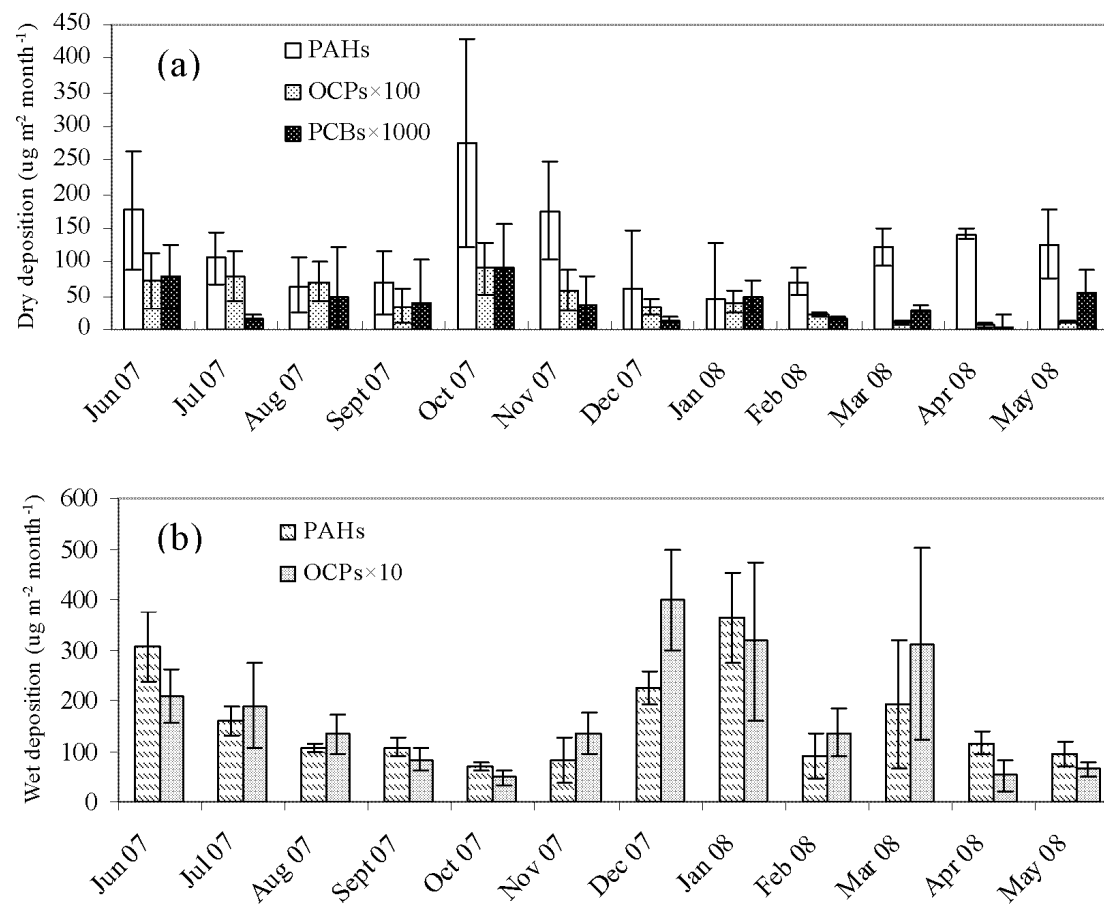 450
400
350
300
250
200
150
100
50
0
Dry deposition (ug m⁻² month⁻¹)
(a)
PAHs
OCPs×100
PCBs×1000
Jun 07
Jul 07
Aug 07
Sept 07
Oct 07
Nov 07
Dec 07
Jan 08
Feb 08
Mar 08
Apr 08
May 08
600
500
400
300
200
100
0
Wet deposition (ug m⁻² month⁻¹)
(b)
PAHs
OCPs×10
Jun 07
Jul 07
Aug 07
Sept 07
Oct 07
Nov 07
Dec 07
Jan 08
Feb 08
Mar 08
Apr 08
May 08